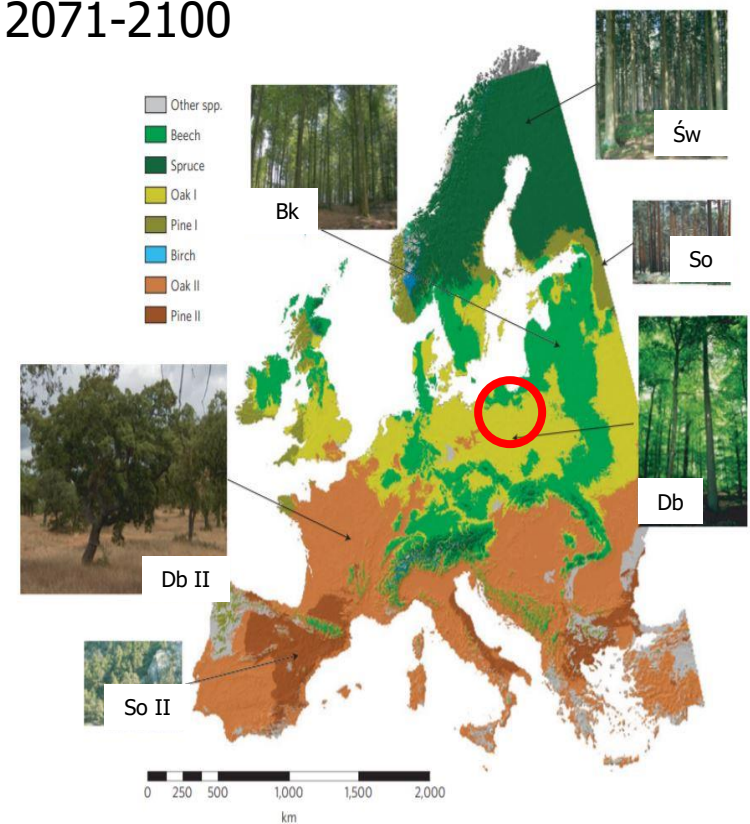 2071-2100
Other spp.
Beech
Spruce
Oak I
Pine I
Birch
Oak II
Pine II
Bk
Św
So
Db
Db II
So II
0 250 500 1,000 1,500 2,000
km